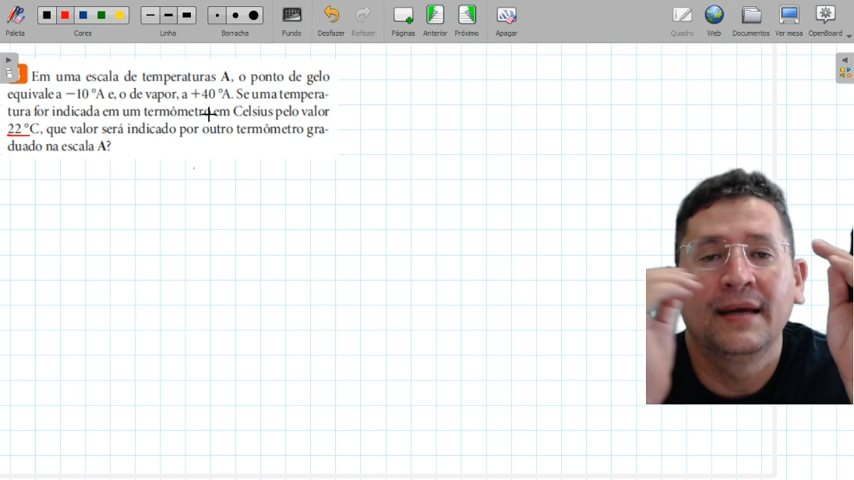 Paleta
Cores
Linha
Borracha
Fundo
Desfazer
Refazer
Páginas
Anterior
Próximo
Apagar
Quadro
Web
Documentos
Ver mesa
OpenBoard
Em uma escala de temperaturas A, o ponto de gelo
equivale a −10 °A e, o de vapor, a +40 °A. Se uma tempera-
tura for indicada em um termômetro em Celsius pelo valor
22 °C, que valor será indicado por outro termômetro gra-
duado na escala A?